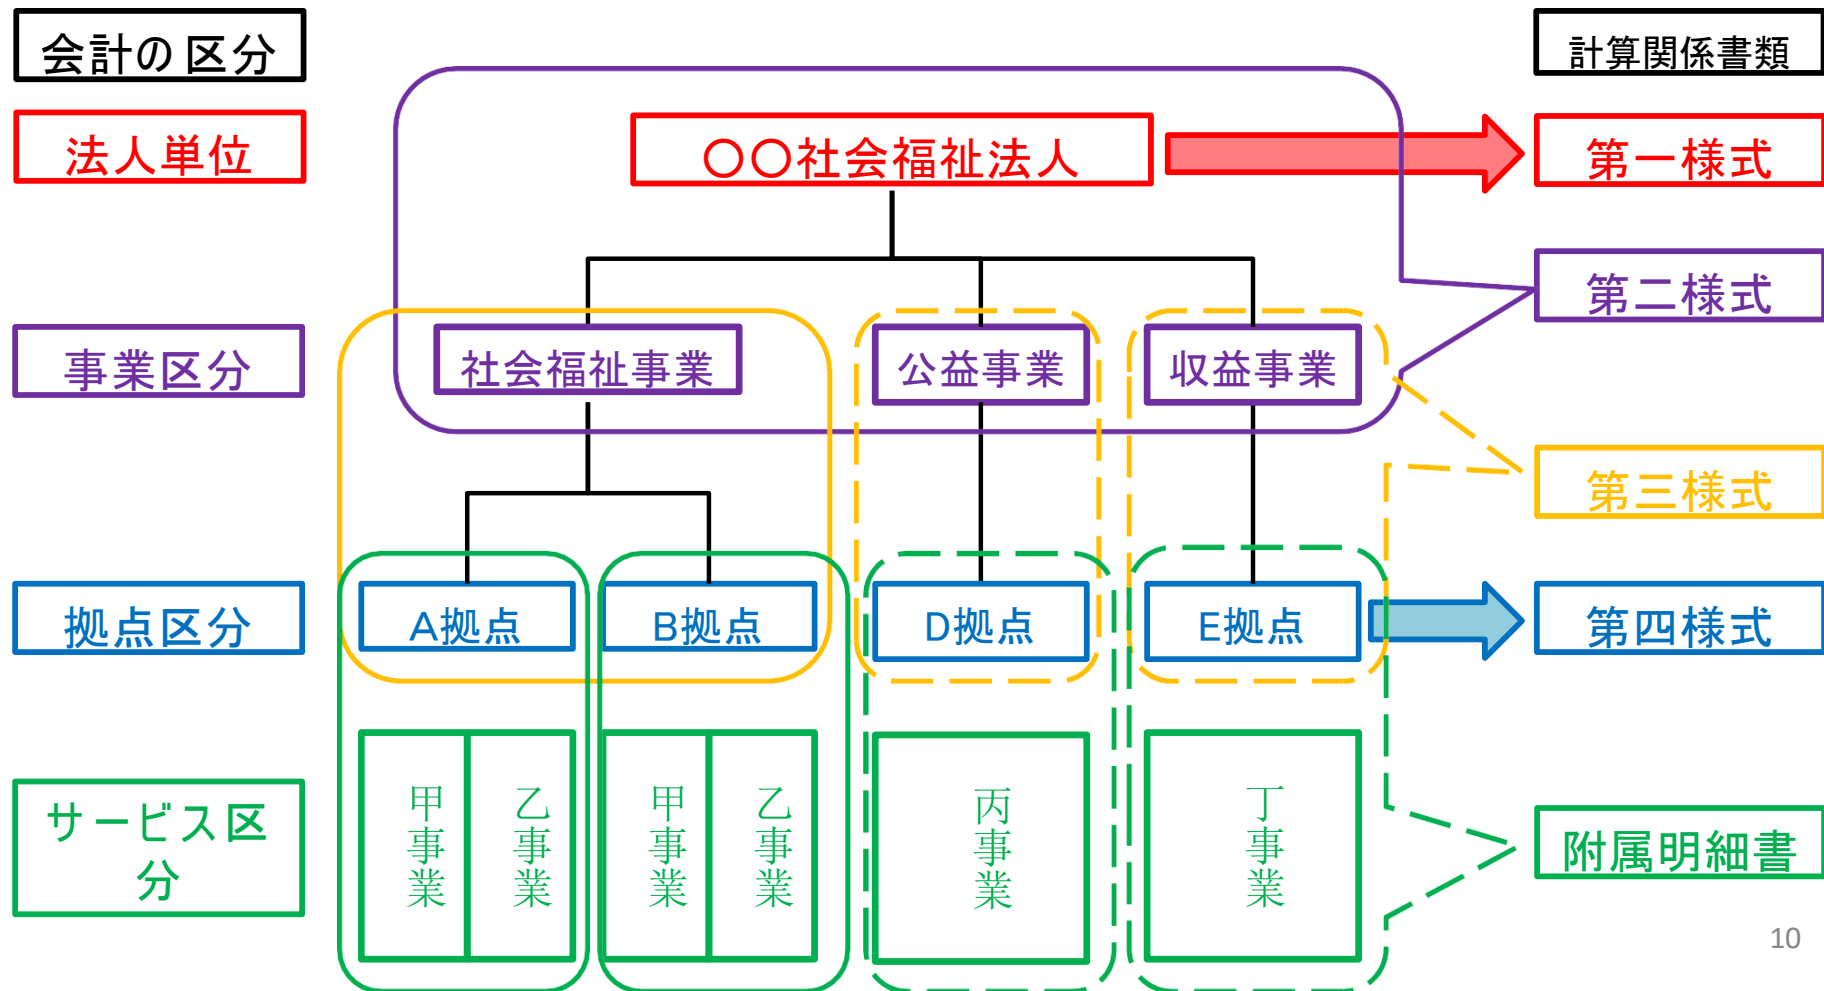 会計の区分
計算関係書類
法人単位
〇〇社会福祉法人
第一様式
第二様式
事業区分
社会福祉事業
公益事業
収益事業
第三様式
拠点区分
A拠点
B拠点
D拠点
E拠点
第四様式
サービス区
分
甲事業
乙事業
甲事業
乙事業
丙事業
丁事業
附属明細書
10